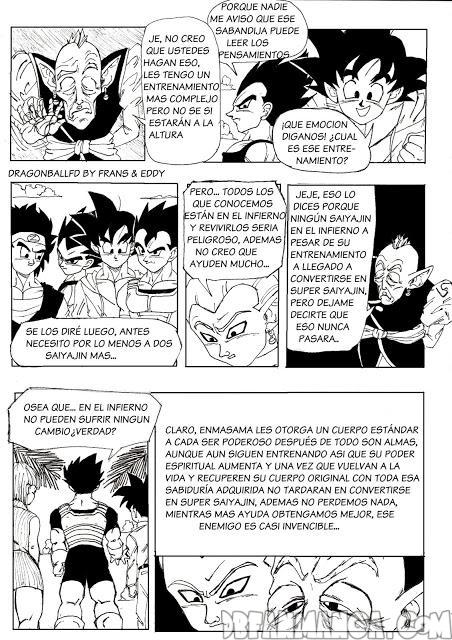 JE, NO CREO
QUE USTEDES
HAGAN ESO,
LES TENGO UN
ENTRENAMIENTO
MAS COMPLEJO
PERO NO SE SI
ESTARÁN A LA
ALTURA
PORQUE NADIE
ME AVISO QUE ESE
SABANDIJA PUEDE
LEER LOS
PENSAMIENTOS...
¡QUE EMOCION
DIGANOS! ¿CUAL
ES ESE ENTRE-
NAMIENTO?
DRAGONBALLFD BY FRANS & EDDY
SE LOS DIRÉ LUEGO, ANTES
NECESITO POR LO MENOS A DOS
SAIYAJIN MAS...
PERO... TODOS LOS
QUE CONOCEMOS
ESTÁN EN EL INFIERNO
Y REVIVIRLOS SERIA
PELIGROSO, ADEMAS
NO CREO QUE
AYUDEN MUCHO...
JEJE, ESO LO
DICES PORQUE
NINGÚN SAIYAJIN
EN EL INFIERNO A
PESAR DE SU
ENTRENAMIENTO
A LLEGADO A
CONVERTIRSE EN
SUPER SAIYAJIN,
PERO DEJAME
DECIRTE QUE
ESO NUNCA
PASARA..
OSEA QUE... EN EL INFIERNO
NO PUEDEN SUFRIR NINGUN
CAMBIO¿VERDAD?
CLARO, ENMASAMA LES OTORGA UN CUERPO ESTÁNDAR
A CADA SER PODEROSO DESPUÉS DE TODO SON ALMAS,
AUNQUE AUN SIGUEN ENTRENANDO ASI QUE SU PODER
ESPIRITUAL AUMENTA Y UNA VEZ QUE VUELVAN A LA
VIDA Y RECUPEREN SU CUERPO ORIGINAL CON TODA ESA
SABIDURÍA ADQUIRIDA NO TARDARAN EN CONVERTIRSE
EN SUPER SAIYAJIN, ADEMAS NO PERDEMOS NADA,
MIENTRAS MAS AYUDA OBTENGAMOS MEJOR, ESE
ENEMIGO ES CASI INVENCIBLE...
DBFANMANGA.COM